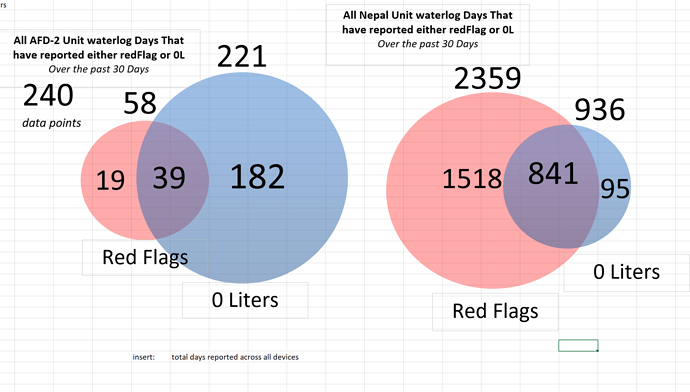 rs
All AFD-2 Unit waterlog Days That
have reported either redFlag or 0L
Over the past 30 Days
240
data points
58
221
19
39
182
Red Flags
0 Liters
All Nepal Unit waterlog Days That
have reported either redFlag or 0L
Over the past 30 Days
2359
936
1518
841
95
0 Liters
Red Flags
insert: total days reported across all devices